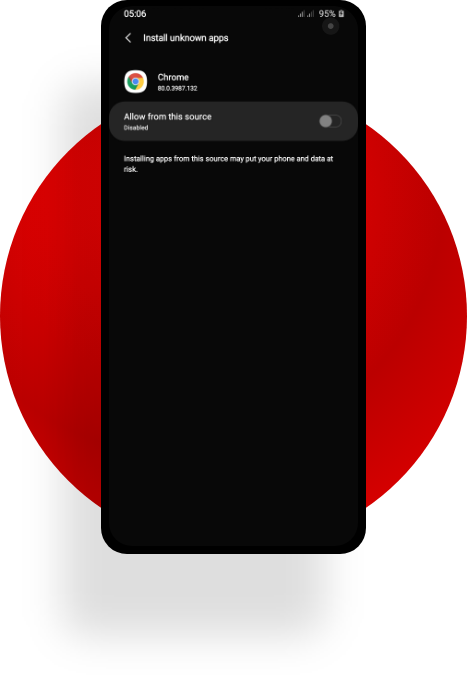 05:06 95%
Install unknown apps
Chrome
80.0.3987.132
Allow from this source
Disabled
Installing apps from this source may put your phone and data at
risk.